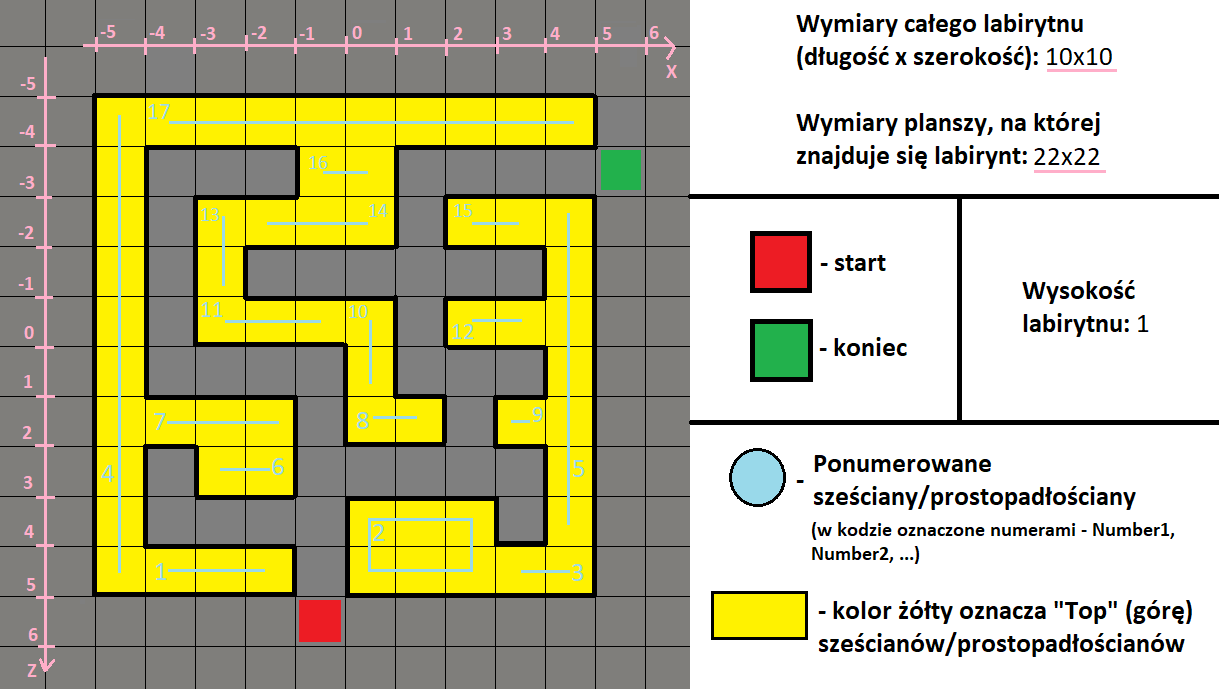 -5 -4 -3 -2 -1 0 1 2 3 4 5 6
X
-5
-4
-3
-2
-1
0
1
2
3
4
5
6
Z
17
16
13 14 15
11 10 12
7 8 9
4 6 5
2
1 3
Wymiary całego labirytnu
(długość x szerokość): 10x10
Wymiary planszy, na której
znajduje się labirynt: 22x22
- start
- koniec
Wysokość
labirytnu: 1
- Ponumerowane
sześciany/prostopadłościany
(w kodzie oznaczone numerami - Number1,
Number2, ...)
- kolor żółty oznacza "Top" (górę)
sześcianów/prostopadłościanów